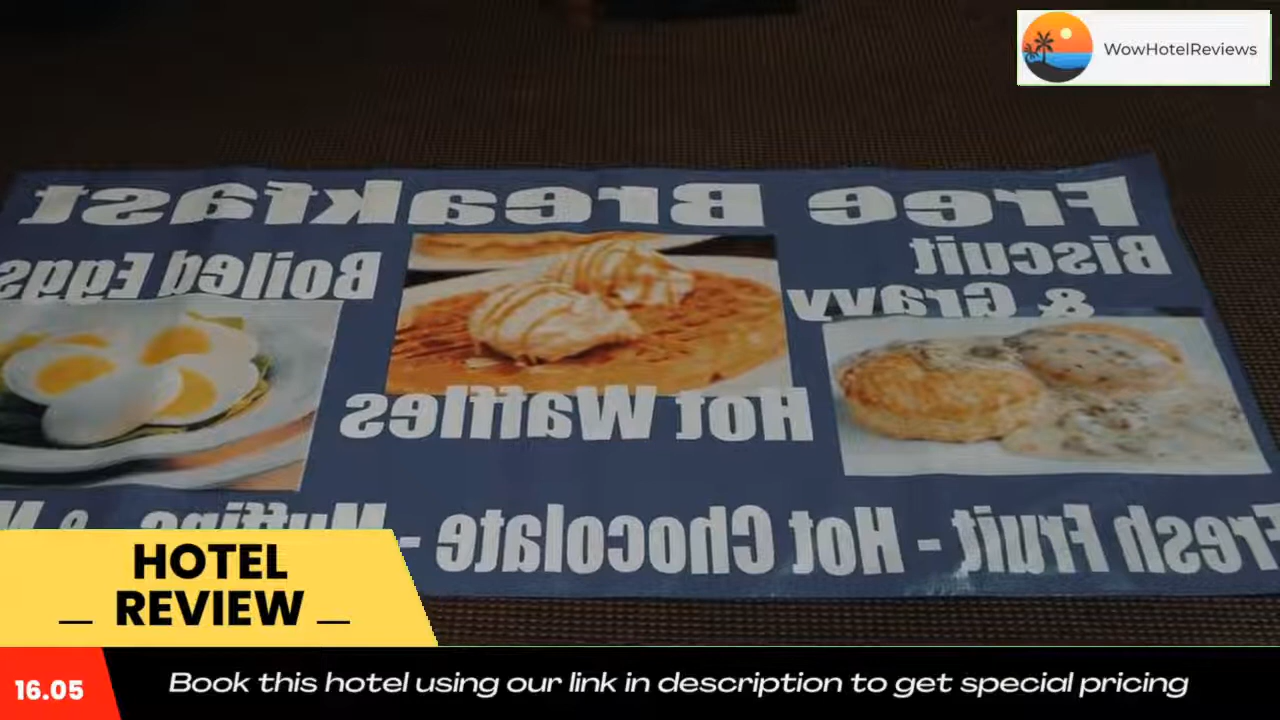 WowHotelReviews
Free Breakfast
Biscuit
& Gravy
Boiled Eggs
Hot Waffles
Fresh Fruit - Hot Chocolate - Muffins &
HOTEL
REVIEW
16.05
Book this hotel using our link in description to get special pricing